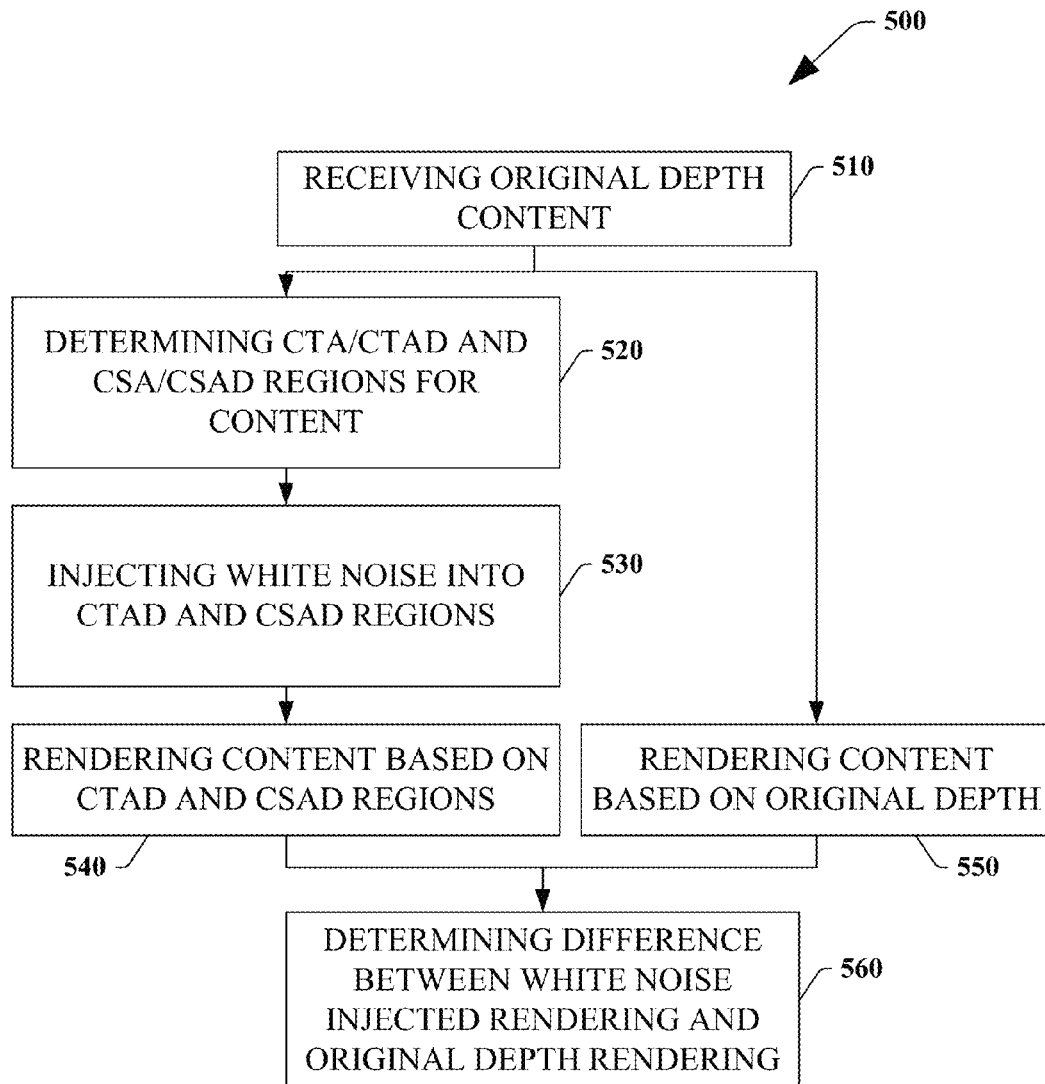 500
RECEIVING ORIGINAL DEPTH
CONTENT
510
DETERMINING CTA/CTAD AND
CSA/CSAD REGIONS FOR
CONTENT
520
INJECTING WHITE NOISE INTO
CTAD AND CSAD REGIONS
530
RENDERING CONTENT BASED ON
CTAD AND CSAD REGIONS
540
RENDERING CONTENT
BASED ON ORIGINAL DEPTH
550
DETERMINING DIFFERENCE
BETWEEN WHITE NOISE
INJECTED RENDERING AND
ORIGINAL DEPTH RENDERING
560